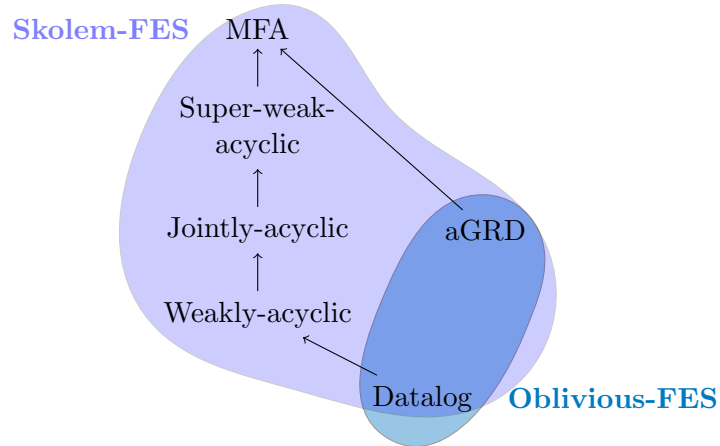 Skolem-FES
MFA
Super-weak-
acyclic
Jointly-acyclic
aGRD
Weakly-acyclic
Datalog
Oblivious-FES